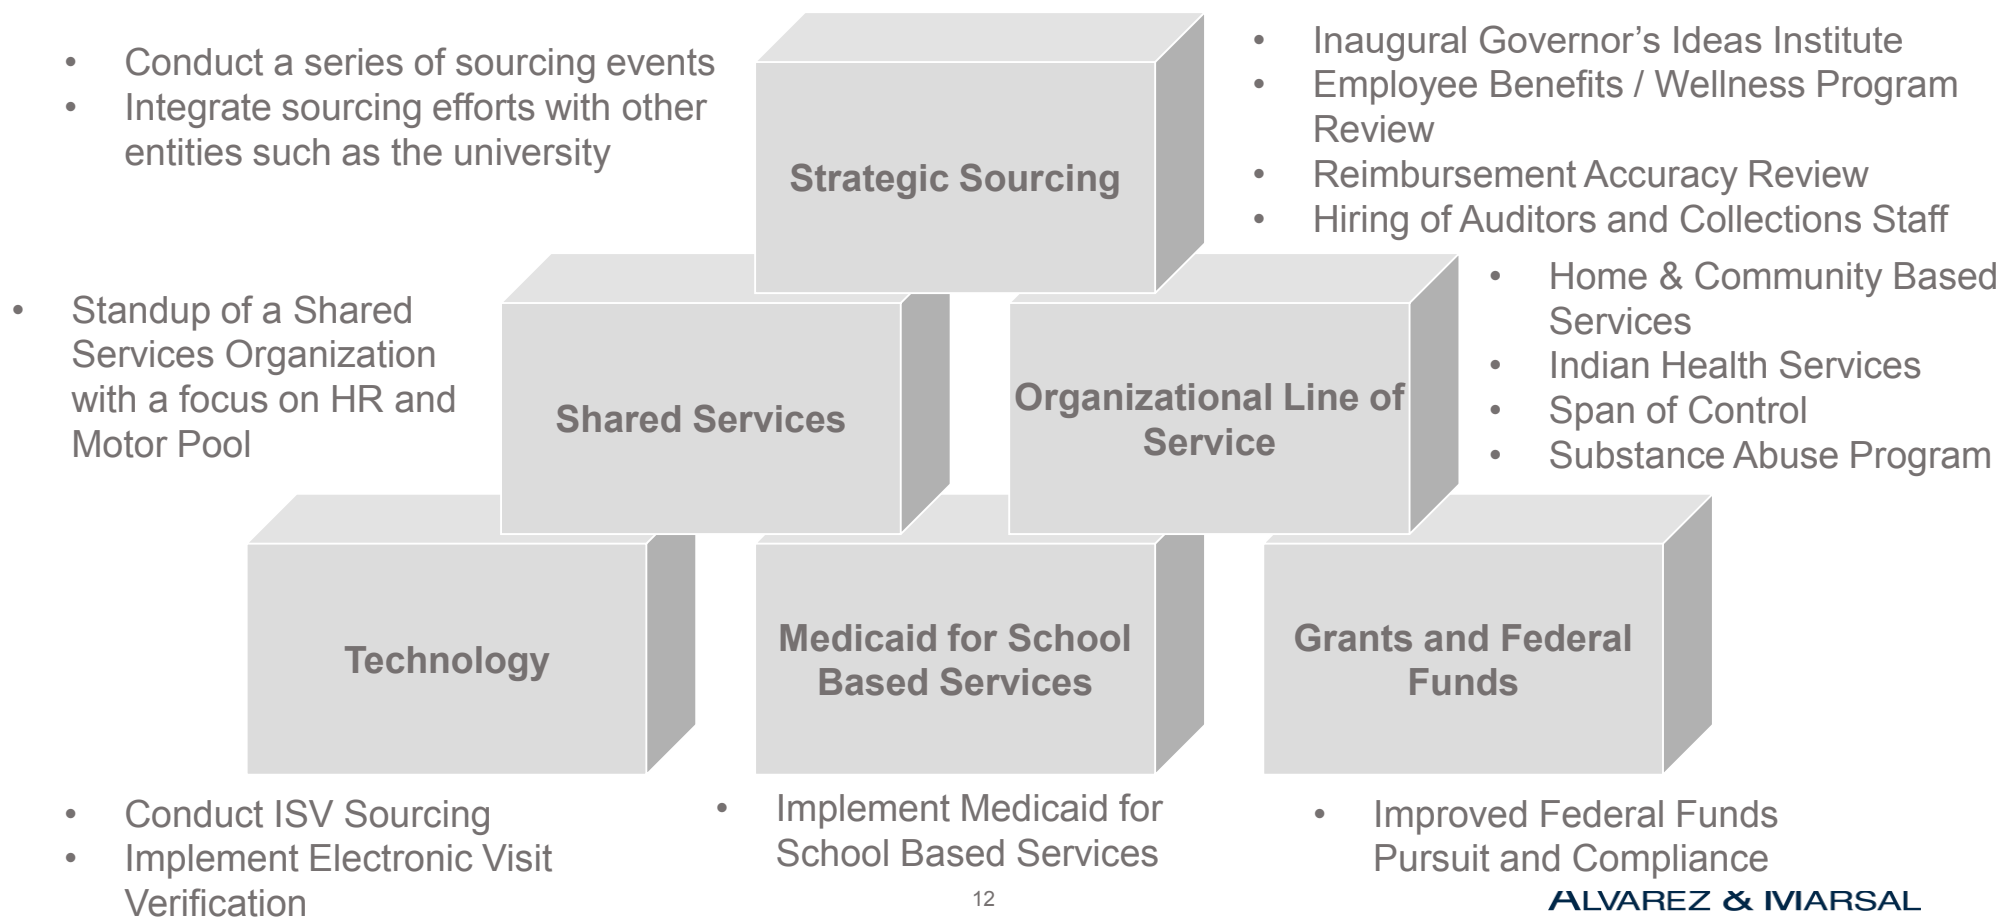 • Conduct a series of sourcing events
• Integrate sourcing efforts with other
entities such as the university
Strategic Sourcing
• Inaugural Governor’s Ideas Institute
• Employee Benefits / Wellness Program
Review
• Reimbursement Accuracy Review
• Hiring of Auditors and Collections Staff
• Standup of a Shared
Services Organization
with a focus on HR and
Motor Pool
Shared Services
Organizational Line of
Service
• Home & Community Based
Services
• Indian Health Services
• Span of Control
• Substance Abuse Program
Technology
Medicaid for School
Based Services
Grants and Federal
Funds
• Conduct ISV Sourcing
• Implement Electronic Visit
Verification
• Implement Medicaid for
School Based Services
• Improved Federal Funds
Pursuit and Compliance
12
ALVAREZ & MARSAL